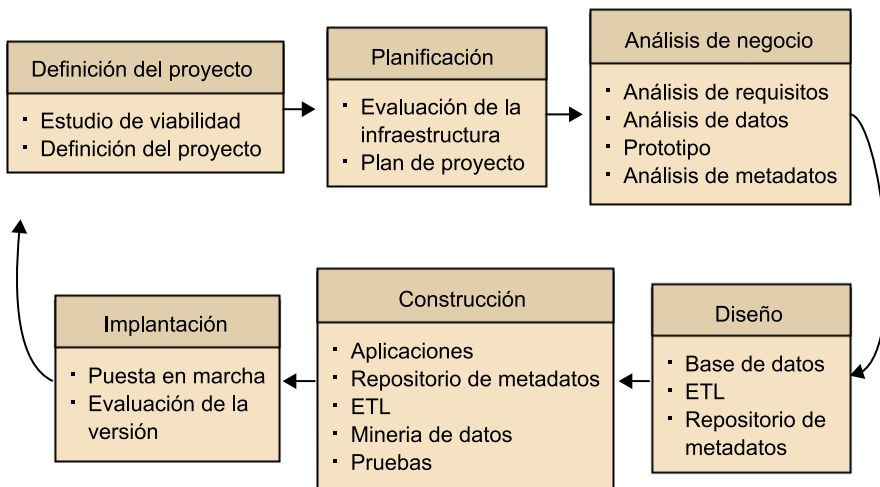 Definición del proyecto
▪ Estudio de viabilidad
▪ Definición del proyecto
Planificación
▪ Evaluación de la
infraestructura
▪ Plan de proyecto
Análisis de negocio
▪ Análisis de requisitos
▪ Análisis de datos
▪ Prototipo
▪ Análisis de metadatos
Implantación
▪ Puesta en marcha
▪ Evaluación de la
versión
Construcción
▪ Aplicaciones
▪ Repositorio de metadatos
▪ ETL
▪ Mineria de datos
▪ Pruebas
Diseño
▪ Base de datos
▪ ETL
▪ Repositorio de
metadatos